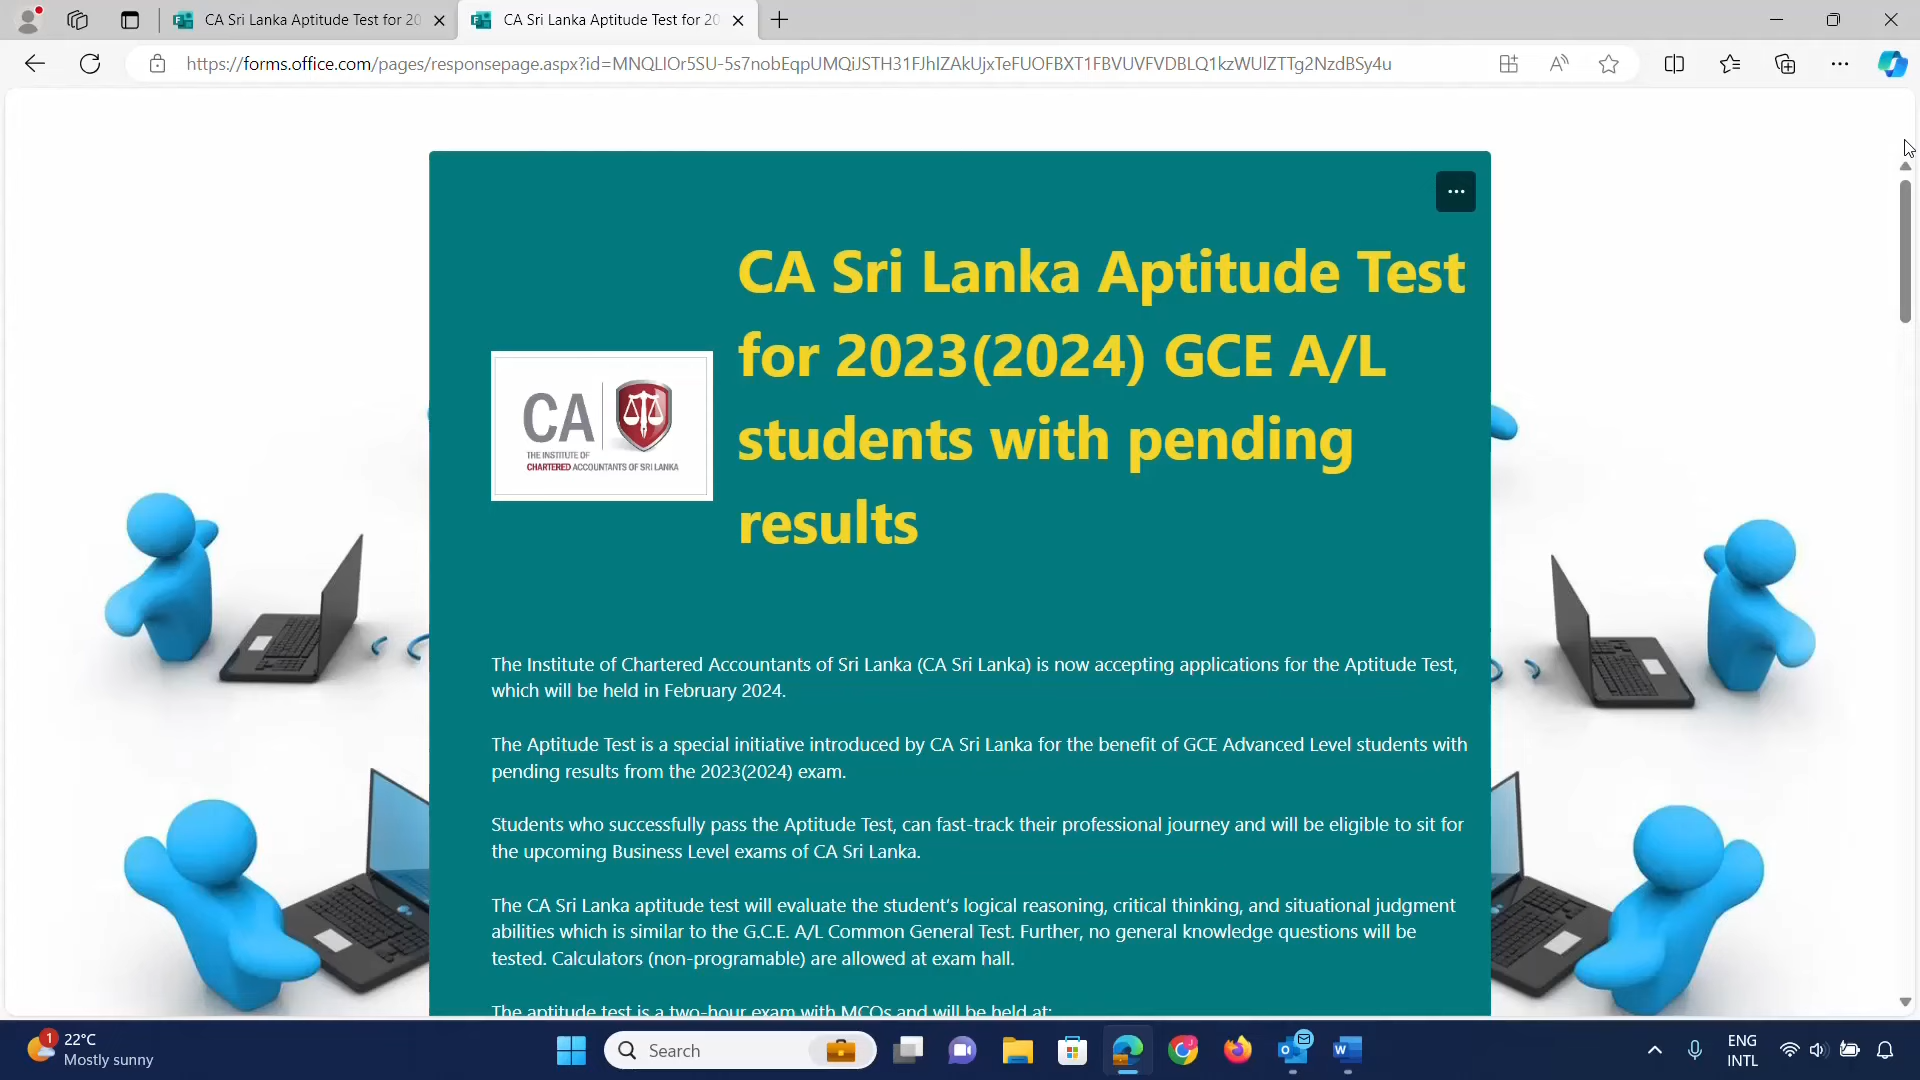 CA Sri Lanka Aptitude Test for 20
CA Sri Lanka Aptitude Test for 20
https://forms.office.com/pages/responsepage.aspx?id=MNQLIOr5SU-5s7nobEqpUMQiJSTH31FJhIZAkUjxTeFUOFBXT1FBVUVFVDBLQ1kzWUlZTTg2NzdBSy4u
CA Sri Lanka Aptitude Test
for 2023(2024) GCE A/L
students with pending
results
CA
THE INSTITUTE OF
CHARTERED ACCOUNTANTS OF SRI LANKA
The Institute of Chartered Accountants of Sri Lanka (CA Sri Lanka) is now accepting applications for the Aptitude Test,
which will be held in February 2024.
The Aptitude Test is a special initiative introduced by CA Sri Lanka for the benefit of GCE Advanced Level students with
pending results from the 2023(2024) exam.
Students who successfully pass the Aptitude Test, can fast-track their professional journey and will be eligible to sit for
the upcoming Business Level exams of CA Sri Lanka.
The CA Sri Lanka aptitude test will evaluate the student's logical reasoning, critical thinking, and situational judgment
abilities which is similar to the G.C.E. A/L Common General Test. Further, no general knowledge questions will be
tested. Calculators (non-programable) are allowed at exam hall.
The aptitude test is a two-hour exam with MCQs and will be held at:
1
22°C
Mostly sunny
Search
ENG
INTL